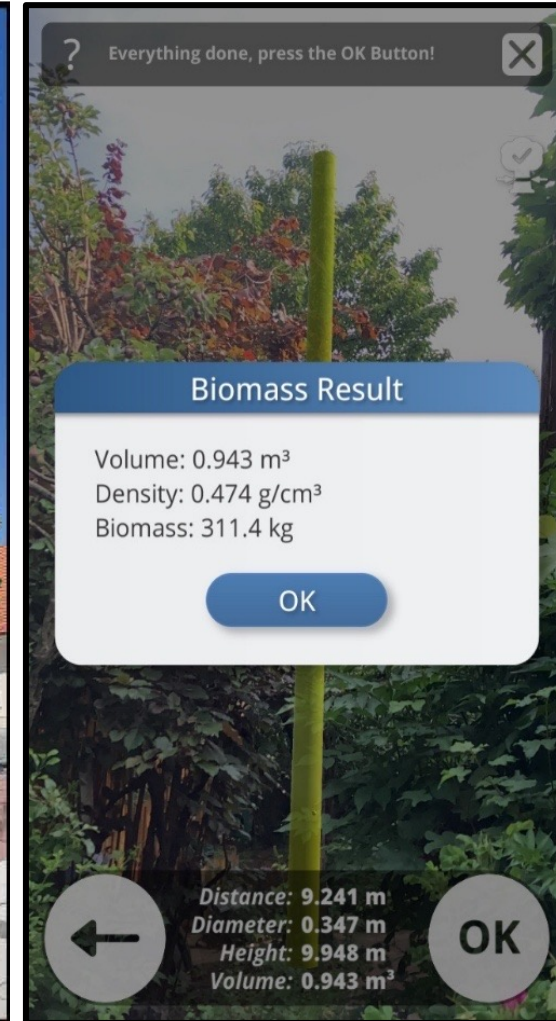 ? Everything done, press the OK Button!
Biomass Result
Volume: 0.943 m³
Density: 0.474 g/cm³
Biomass: 311.4 kg
OK
Distance: 9.241 m
Diameter: 0.347 m
Height: 9.948 m
Volume: 0.943 m³
OK